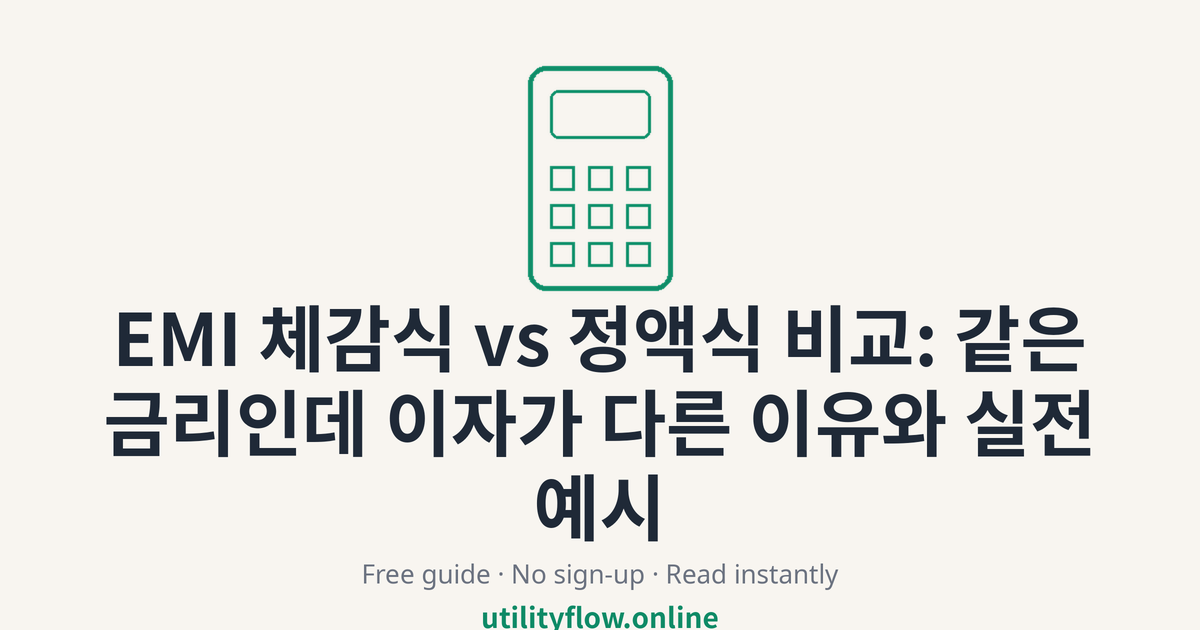 EMI 체감식 vs 정액식 비교: 같은
금리인데 이자가 다른 이유와 실전
예시
Free guide · No sign-up · Read instantly
utilityflow.online